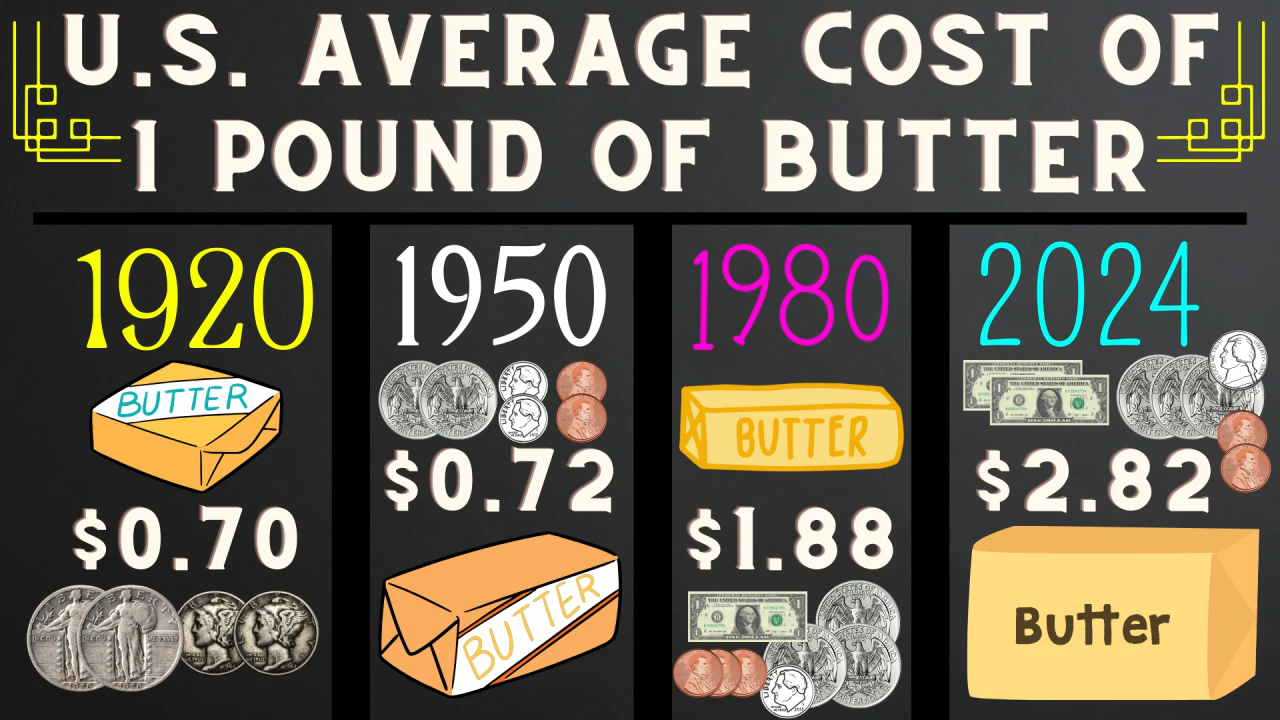 U.S. AVERAGE COST OF
1 POUND OF BUTTER
1920
BUTTER
$0.70
1950
$0.72
BUTTER
1980
BUTTER
$1.88
2024
$2.82
Butter